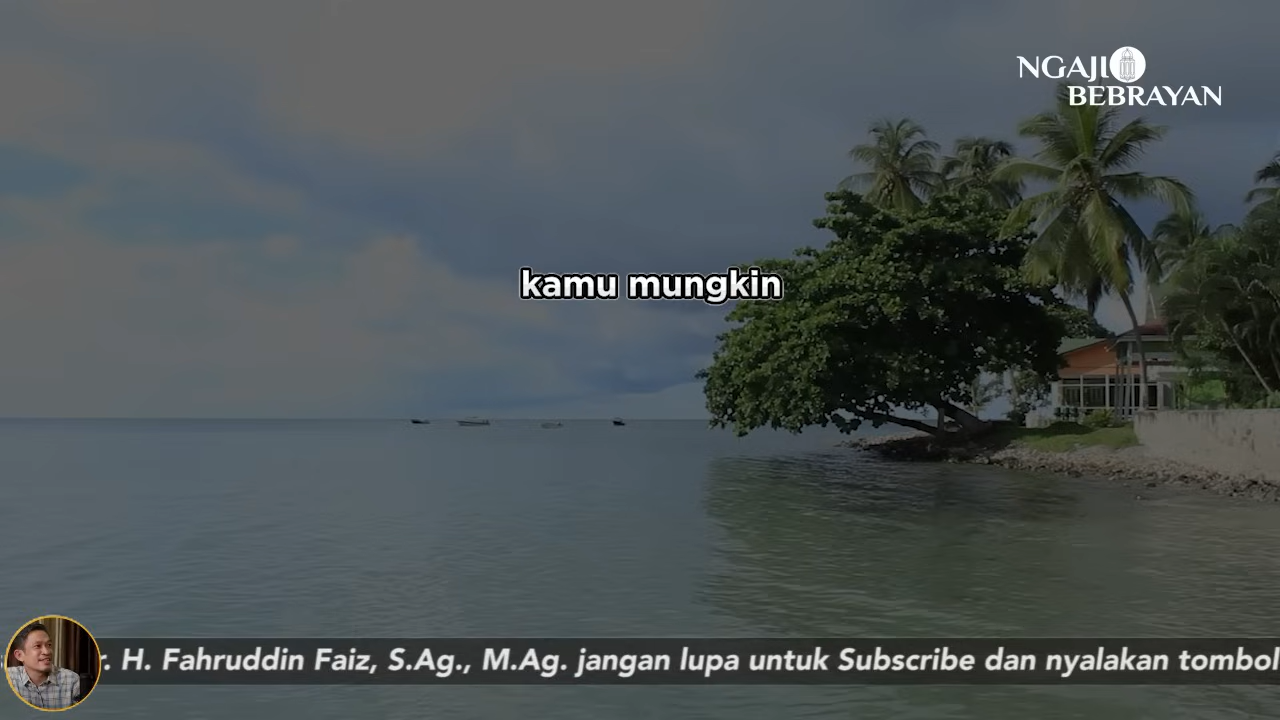 NGAJI
BEBRAYAN
kamu mungkin
r. H. Fahruddin Faiz, S.Ag., M.Ag. jangan lupa untuk Subscribe dan nyalakan tombol